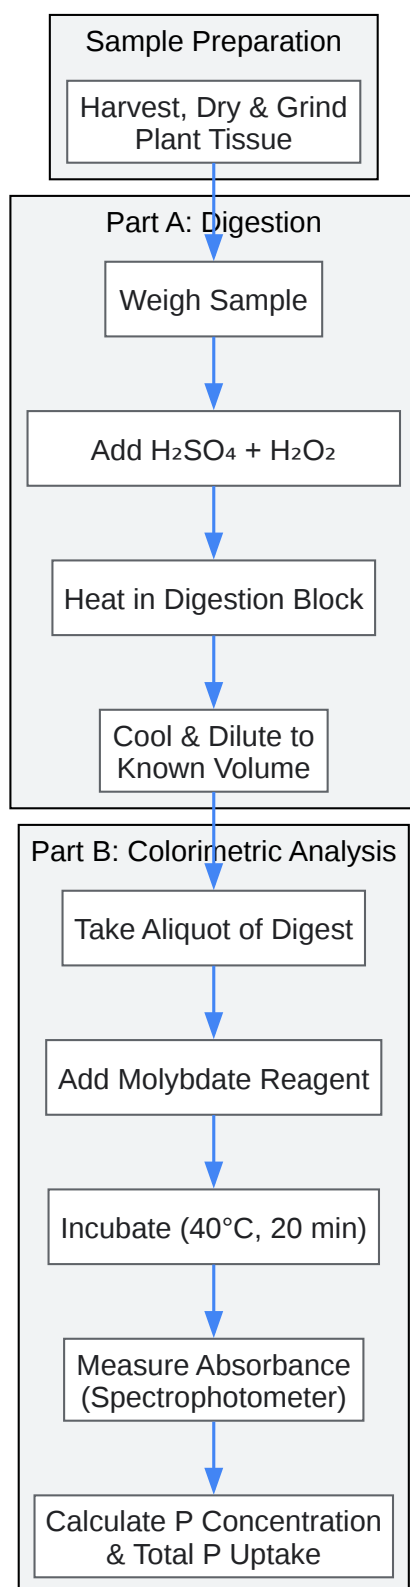 Sample Preparation
Harvest, Dry & Grind
Plant Tissue
Part A: Digestion
Weigh Sample
Add H₂SO₄ + H₂O₂
Heat in Digestion Block
Cool & Dilute to
Known Volume
Part B: Colorimetric Analysis
Take Aliquot of Digest
Add Molybdate Reagent
Incubate (40°C, 20 min)
Measure Absorbance
(Spectrophotometer)
Calculate P Concentration
& Total P Uptake